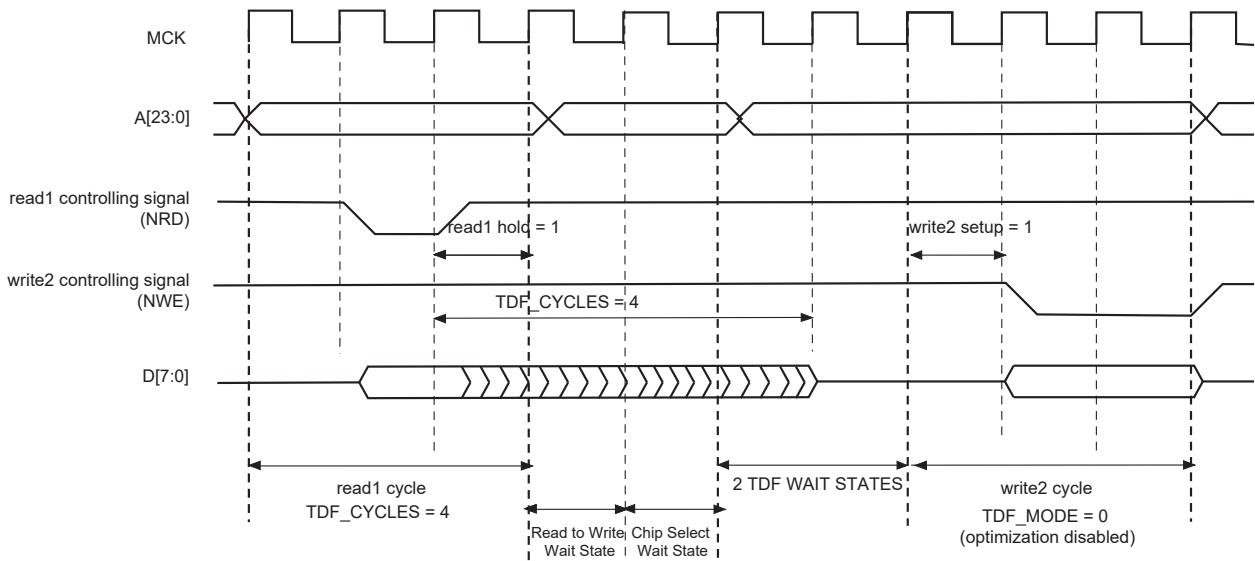 MCK
A[23:0]
read1 controlling signal
(NRD)
read1 hold = 1
write2 setup = 1
write2 controlling signal
(NWE)
TDF_CYCLES = 4
D[7:0]
read1 cycle
TDF_CYCLES = 4
2 TDF WAIT STATES
write2 cycle
TDF_MODE = 0
(optimization disabled)
Read to Write
Wait State
Chip Select
Wait State